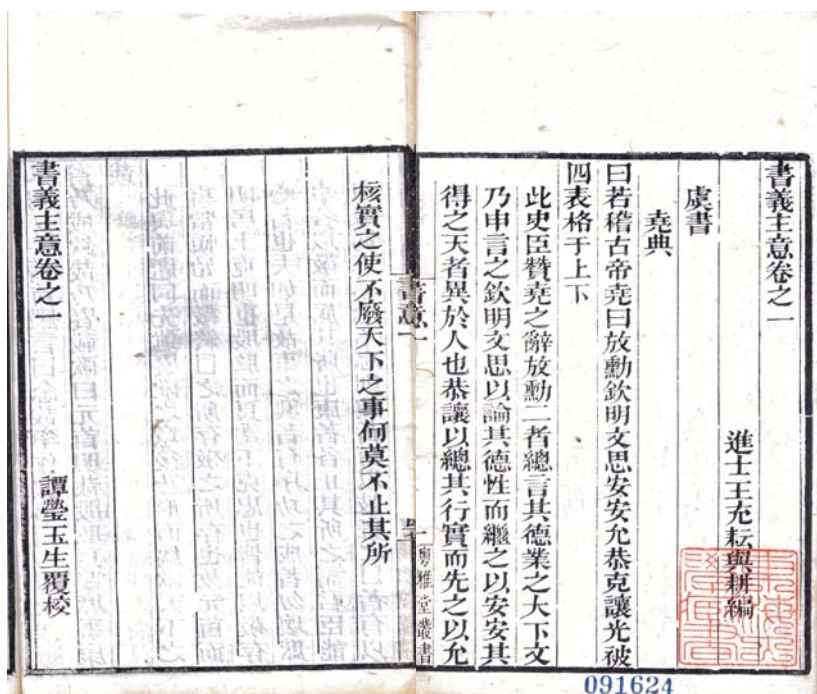 書義主意卷之一
進士王充耘與耕編
虞書
堯典
曰若稽古帝堯曰放勳欽明文思安安允恭克讓光被
四表格于上下
此史臣贊堯之辭放勳二者總言其德業之大下文
乃申言之欽明文思以論其德性而繼之以安安其
得之天者異於人也恭讓以總其行實而先之以允
書意一
一
粵雅堂叢書
核實之使不廢天下之事何莫不止其所
譚瑩玉生覆校
書義主意卷之一
091624